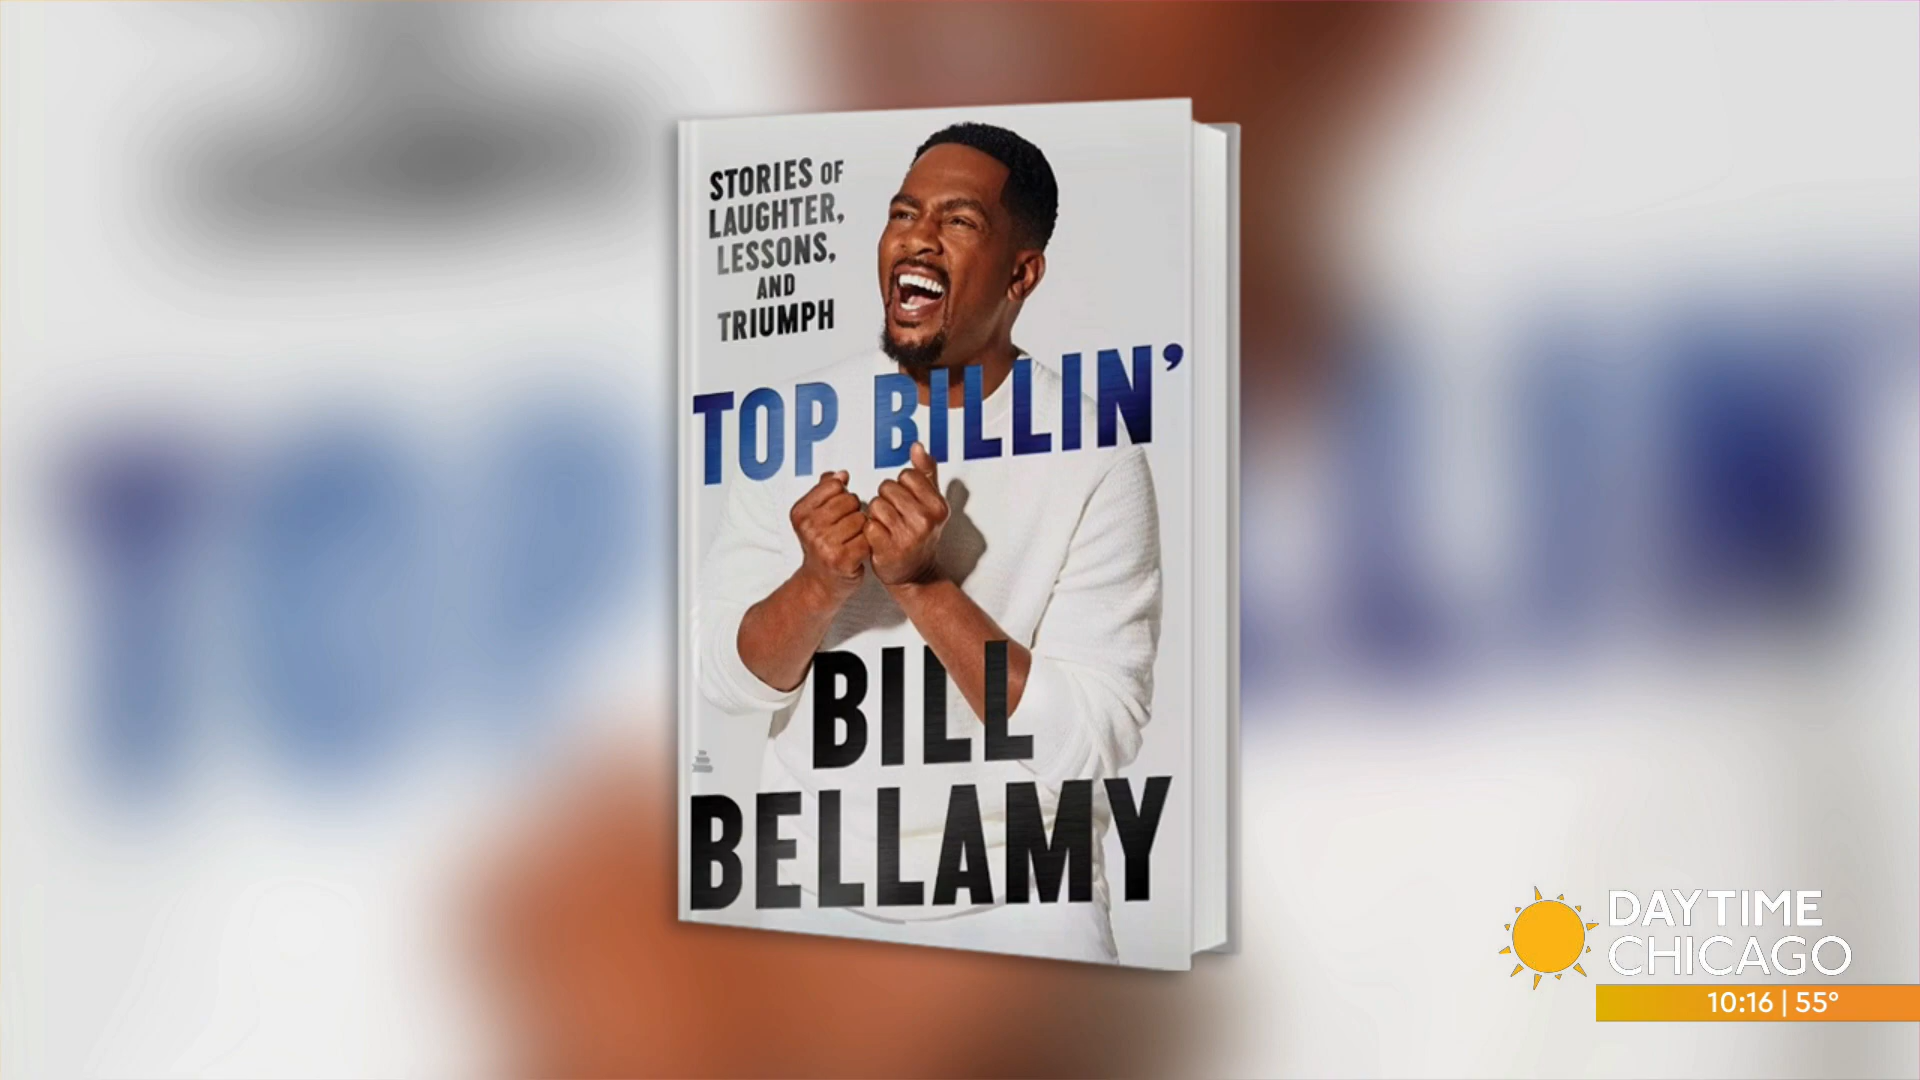 STORIES OF
LAUGHTER,
LESSONS,
AND
TRIUMPH
TOP BILLIN’
BILL
BELLAMY
DAYTIME
CHICAGO
10:16 | 55°